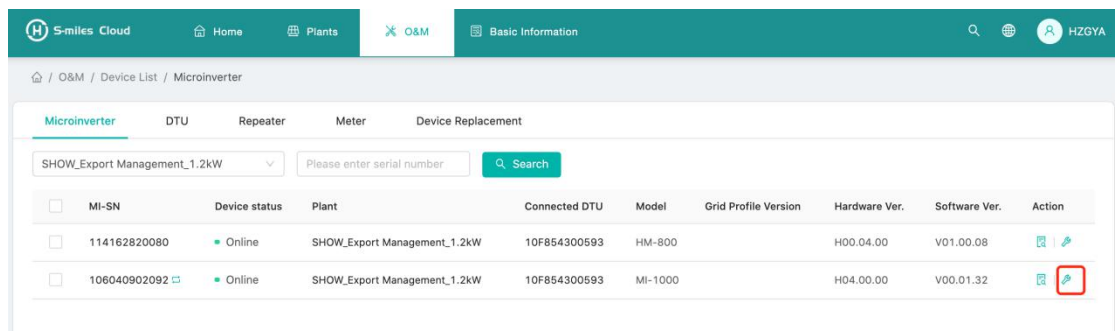 S-miles Cloud Home Plants O&M Basic Information HZGYA
/ O&M / Device List / Microinverter
Microinverter DTU Repeater Meter Device Replacement
SHOW_Export Management_1.2kW Please enter serial number Search
MI-SN Device status Plant Connected DTU Model Grid Profile Version Hardware Ver. Software Ver. Action
114162820080 Online SHOW_Export Management_1.2kW 10F854300593 HM-800 H00.04.00 V01.00.08
106040902092 Online SHOW_Export Management_1.2kW 10F854300593 MI-1000 H04.00.00 V00.01.32